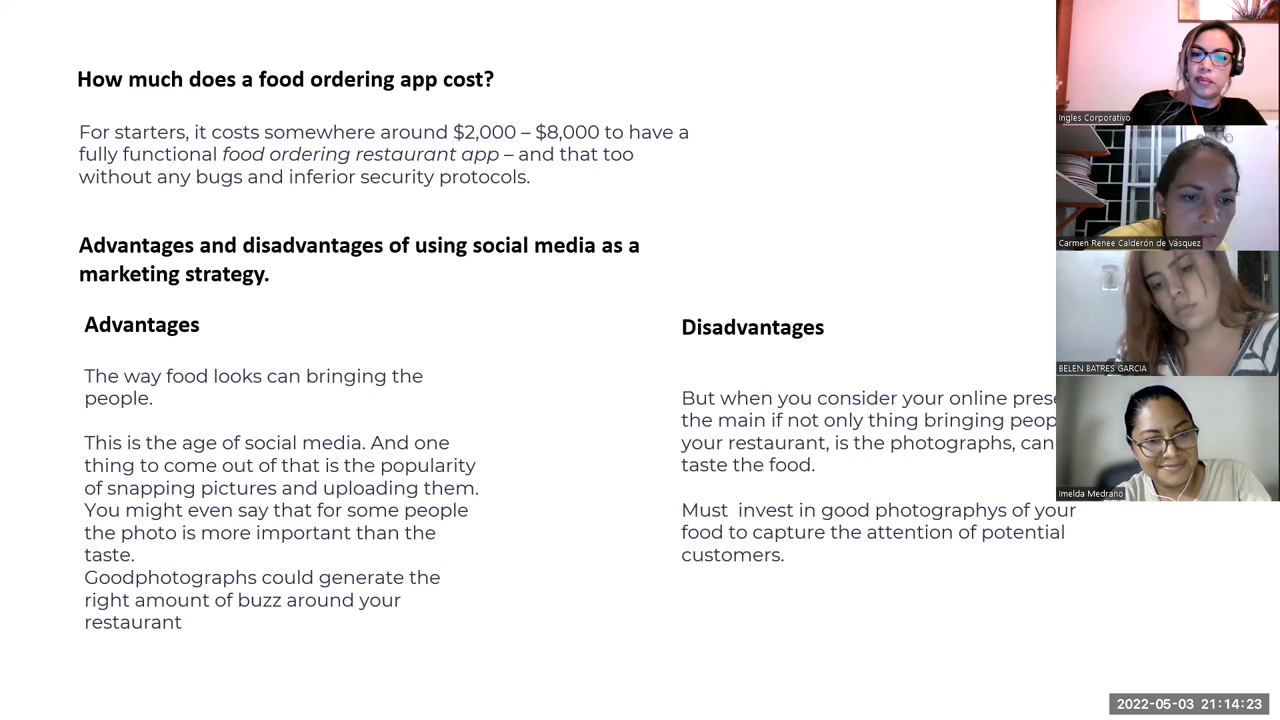 How much does a food ordering app cost?
For starters, it costs somewhere around $2,000 – $8,000 to have a
fully functional food ordering restaurant app – and that too
without any bugs and inferior security protocols.
Advantages and disadvantages of using social media as a
marketing strategy.
Advantages
The way food looks can bringing the
people.
This is the age of social media. And one
thing to come out of that is the popularity
of snapping pictures and uploading them.
You might even say that for some people
the photo is more important than the
taste.
Goodphotographs could generate the
right amount of buzz around your
restaurant
Disadvantages
But when you consider your online
the main if not only thing bringing
your restaurant, is the photographs, can
taste the food.
Must  invest in good photographys of your
food to capture the attention of potential
customers.
Ingles Corporativo
Carmen Renee Calderón de Vásquez
BELEN BATRES GARCIA
Imelda Medrano
2022-05-03 21:14:23